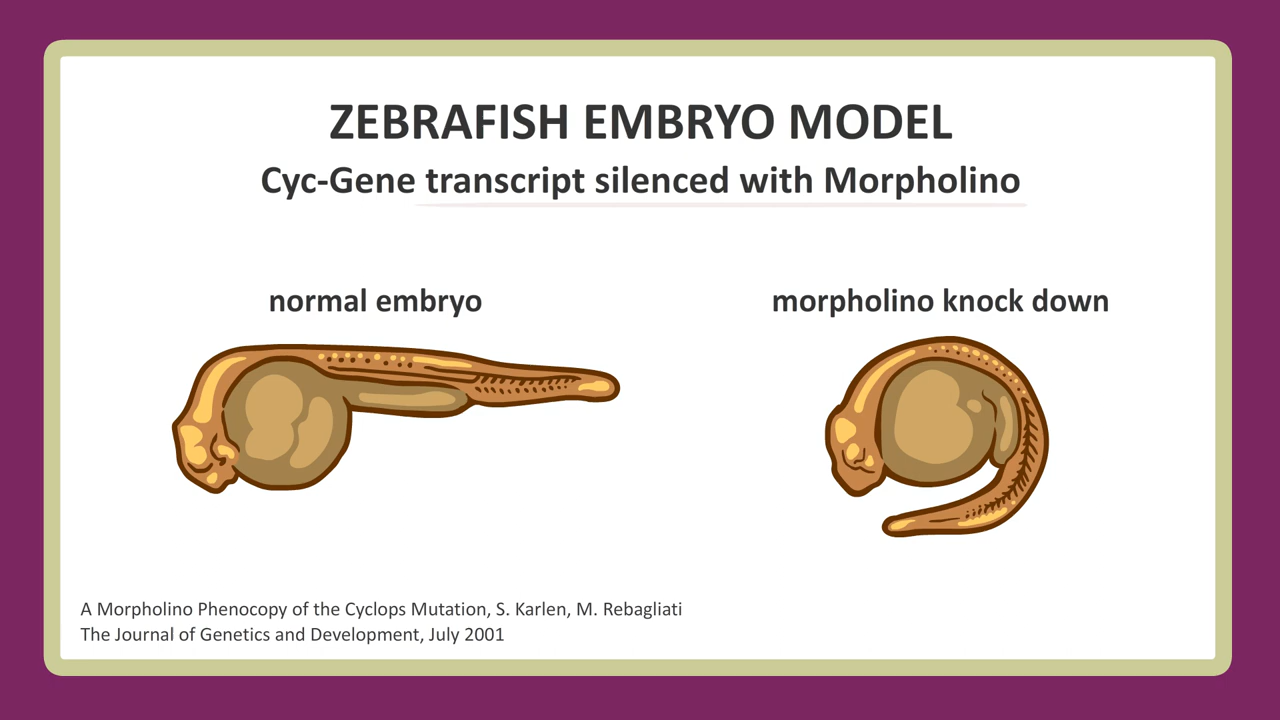 ZEBRAFISH EMBRYO MODEL
Cyc-Gene transcript silenced with Morpholino
normal embryo
morpholino knock down
A Morpholino Phenocopy of the Cyclops Mutation, S. Karlen, M. Rebagliati
The Journal of Genetics and Development, July 2001